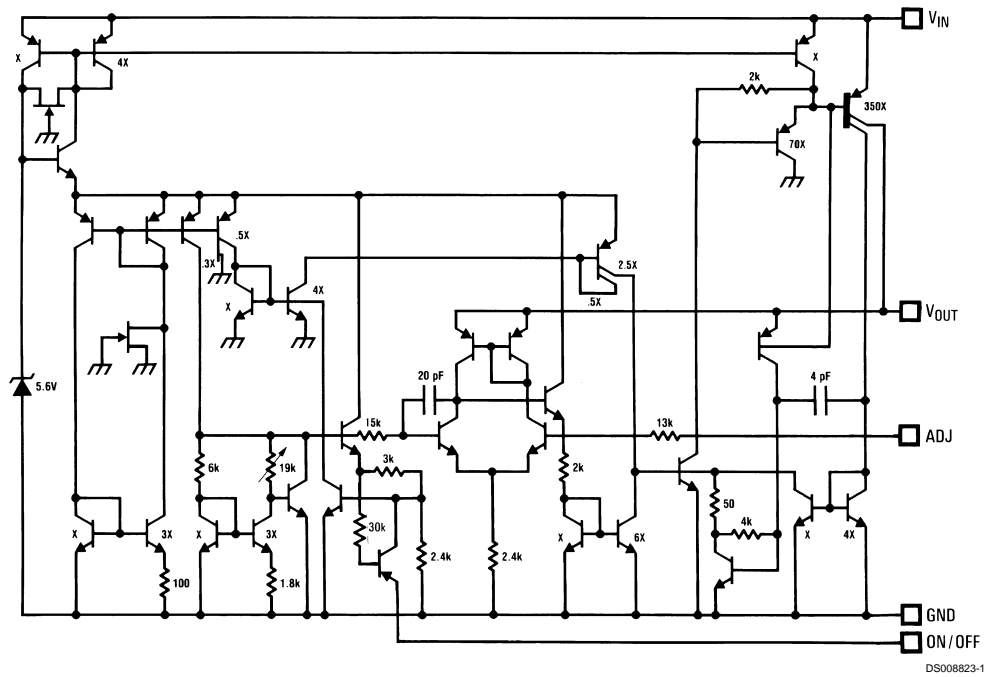 V_IN
X
4X
X
2k
350X
70X
.5X
.3X
4X
2.5X
X
.5X
V_OUT
20 pF
4 pF
5.6V
15k
13k
ADJ
6k
19k
3k
2k
50
30k
4k
X
3X
X
3X
X
6X
X
4X
2.4k
2.4k
100
1.8k
GND
ON/OFF
DS008823-1